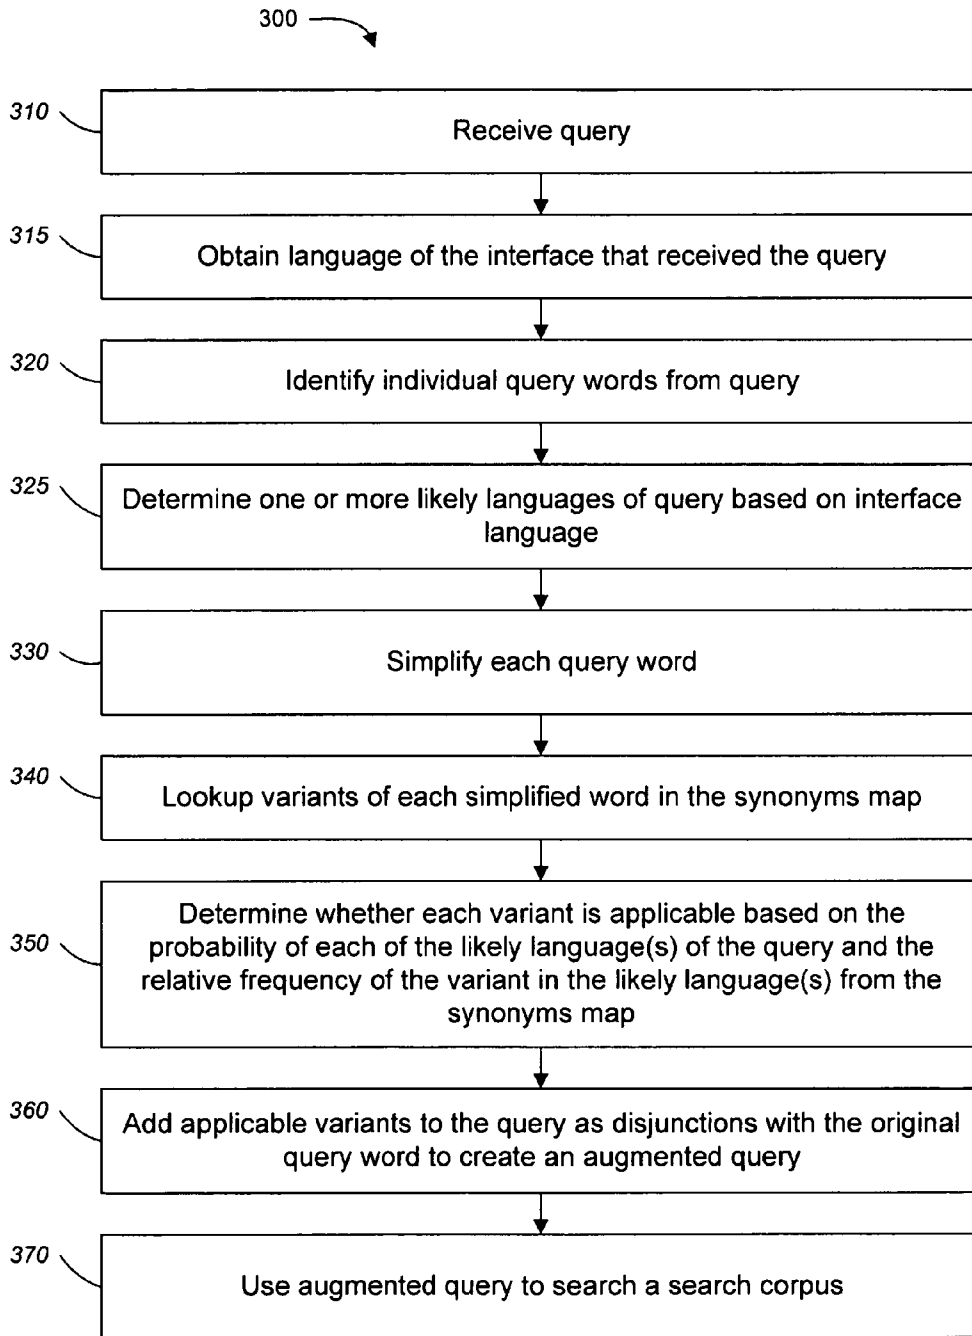 300
310
Receive query
315
Obtain language of the interface that received the query
320
Identify individual query words from query
325
Determine one or more likely languages of query based on interface
language
330
Simplify each query word
340
Lookup variants of each simplified word in the synonyms map
350
Determine whether each variant is applicable based on the
probability of each of the likely language(s) of the query and the
relative frequency of the variant in the likely language(s) from the
synonyms map
360
Add applicable variants to the query as disjunctions with the original
query word to create an augmented query
370
Use augmented query to search a search corpus